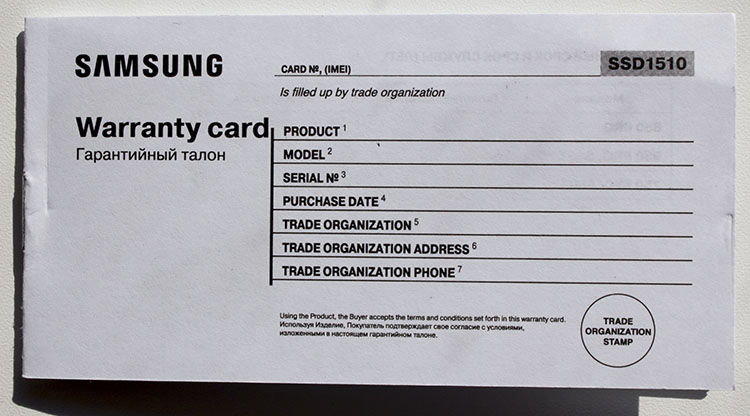 SAMSUNG
CARD №, (IMEI) SSD1510
Is filled up by trade organization
Warranty card
Гарантийный талон
PRODUCT 1
MODEL 2
SERIAL № 3
PURCHASE DATE 4
TRADE ORGANIZATION 5
TRADE ORGANIZATION ADDRESS 6
TRADE ORGANIZATION PHONE 7
Using the Product, the Buyer accepts the terms and conditions set forth in this warranty card.
Используя Изделие, Покупатель подтверждает свое согласие с условиями,
изложенными в настоящем гарантийном талоне.
TRADE
ORGANIZATION
STAMP